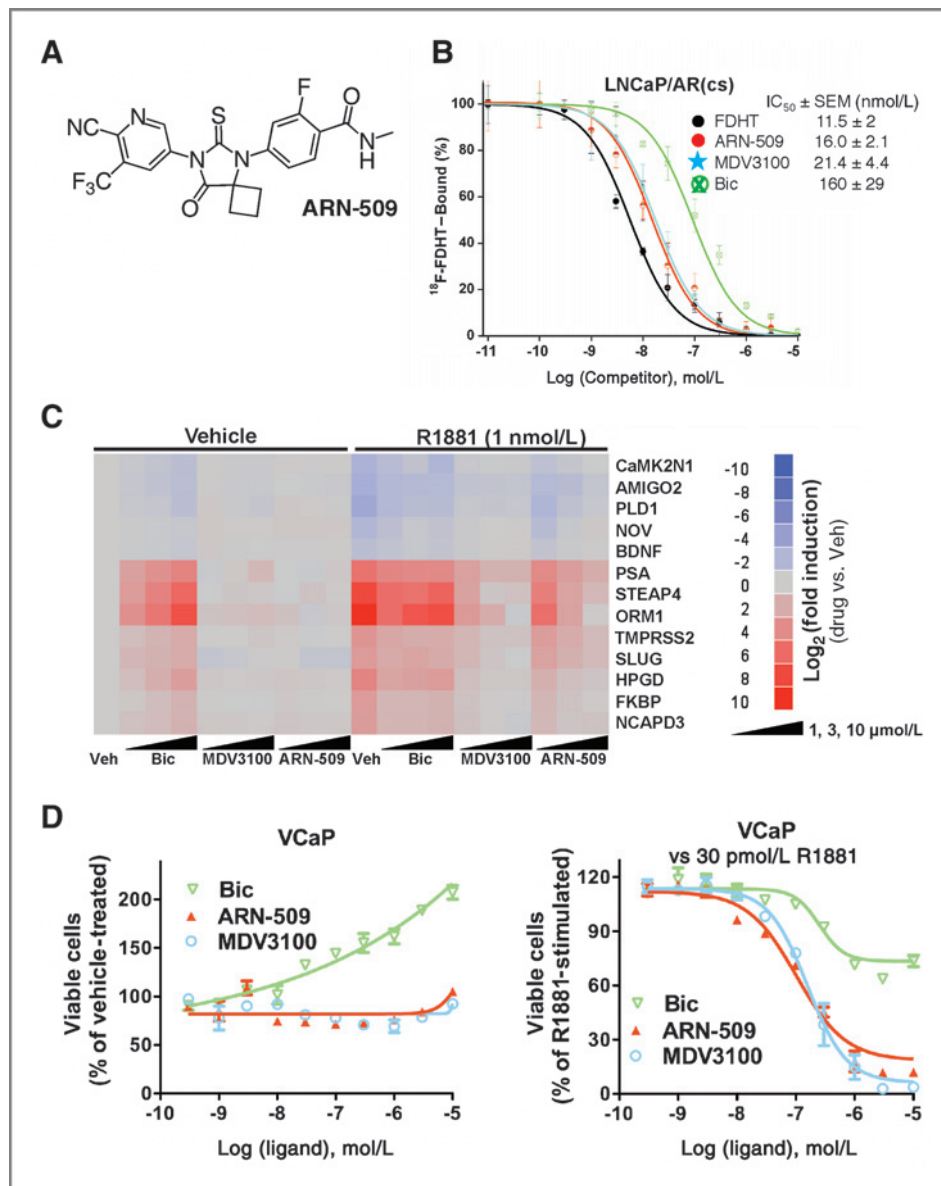 A
F
O
N
S
N
H
CN
N
N
F₃C
O
ARN-509
B
LNCaP/AR(cs)
IC₅₀ ± SEM (nmol/L)
FDHT 11.5 ± 2
ARN-509 16.0 ± 2.1
MDV3100 21.4 ± 4.4
Bic 160 ± 29
¹⁸F-FDHT–Bound (%)
100
80
60
40
20
0
-11 -10 -9 -8 -7 -6 -5
Log (Competitor), mol/L
C
Vehicle R1881 (1 nmol/L)
CaMK2N1
AMIGO2
PLD1
NOV
BDNF
PSA
STEAP4
ORM1
TMPRSS2
SLUG
HPGD
FKBP
NCAPD3
-10
-8
-6
-4
-2
0
2
4
6
8
10
Log₂(fold induction)
(drug vs. Veh)
1, 3, 10 µmol/L
Veh Bic MDV3100 ARN-509 Veh Bic MDV3100 ARN-509
D
VCaP
Bic
ARN-509
MDV3100
Viable cells
(% of vehicle-treated)
200
150
100
50
0
-10 -9 -8 -7 -6 -5
Log (ligand), mol/L
VCaP
vs 30 pmol/L R1881
Viable cells
(% of R1881-stimulated)
120
90
60
30
0
Bic
ARN-509
MDV3100
-10 -9 -8 -7 -6 -5
Log (ligand), mol/L